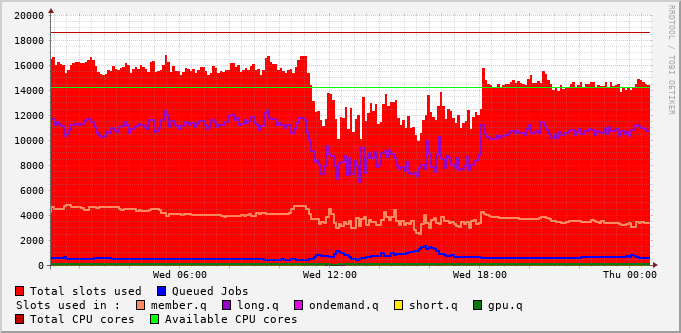 20000
18000
16000
14000
12000
10000
8000
6000
4000
2000
0
Wed 06:00 Wed 12:00 Wed 18:00 Thu 00:00
Total slots used Queued Jobs
Slots used in : member.q long.q ondemand.q short.q gpu.q
Total CPU cores Available CPU cores
RRDTOOL / TOBI OETIKER